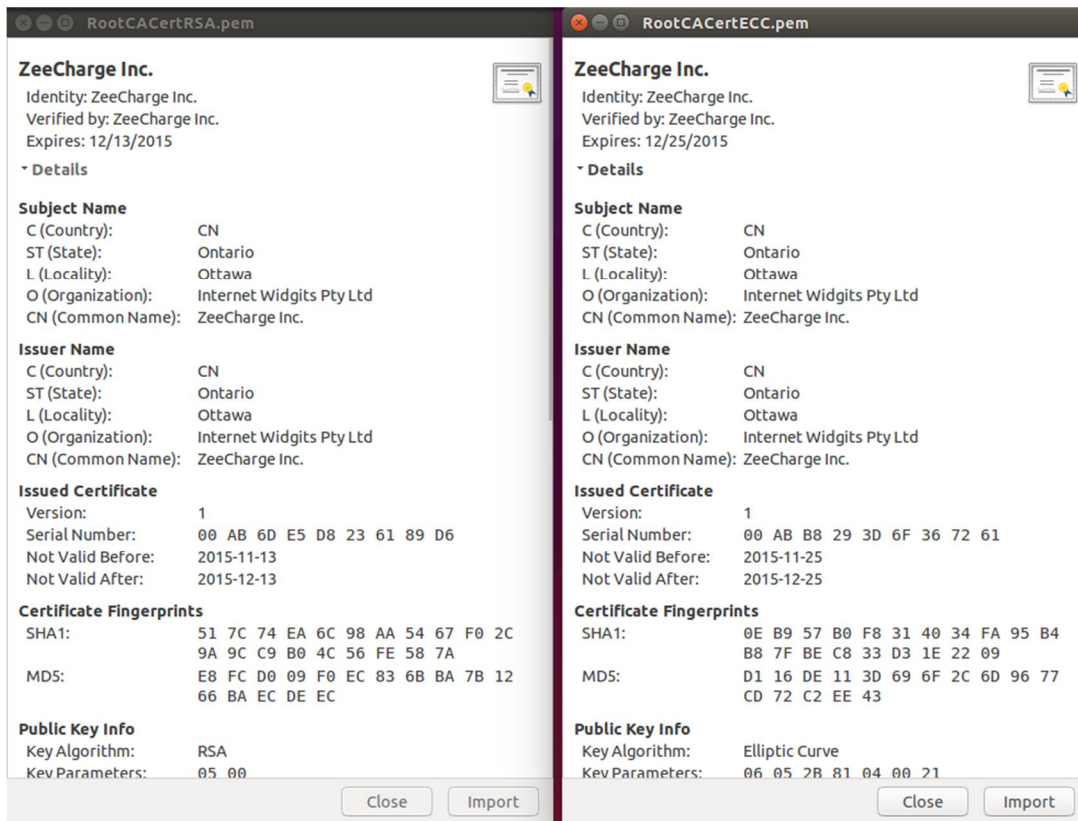 RootCACertRSA.pem
ZeeCharge Inc.
Identity: ZeeCharge Inc.
Verified by: ZeeCharge Inc.
Expires: 12/13/2015
Details
Subject Name
C (Country): CN
ST (State): Ontario
L (Locality): Ottawa
O (Organization): Internet Widgits Pty Ltd
CN (Common Name): ZeeCharge Inc.
Issuer Name
C (Country): CN
ST (State): Ontario
L (Locality): Ottawa
O (Organization): Internet Widgits Pty Ltd
CN (Common Name): ZeeCharge Inc.
Issued Certificate
Version: 1
Serial Number: 00 AB 6D E5 D8 23 61 89 D6
Not Valid Before: 2015-11-13
Not Valid After: 2015-12-13
Certificate Fingerprints
SHA1: 51 7C 74 EA 6C 98 AA 54 67 F0 2C
9A 9C C9 B0 4C 56 FE 58 7A
MD5: E8 FC D0 09 F0 EC 83 6B BA 7B 12
66 BA EC DE EC
Public Key Info
Key Algorithm: RSA
Key Parameters: 05 00
Close Import
RootCACertECC.pem
ZeeCharge Inc.
Identity: ZeeCharge Inc.
Verified by: ZeeCharge Inc.
Expires: 12/25/2015
Details
Subject Name
C (Country): CN
ST (State): Ontario
L (Locality): Ottawa
O (Organization): Internet Widgits Pty Ltd
CN (Common Name): ZeeCharge Inc.
Issuer Name
C (Country): CN
ST (State): Ontario
L (Locality): Ottawa
O (Organization): Internet Widgits Pty Ltd
CN (Common Name): ZeeCharge Inc.
Issued Certificate
Version: 1
Serial Number: 00 AB B8 29 3D 6F 36 72 61
Not Valid Before: 2015-11-25
Not Valid After: 2015-12-25
Certificate Fingerprints
SHA1: 0E B9 57 B0 F8 31 40 34 FA 95 B4
B8 7F BE C8 33 D3 1E 22 09
MD5: D1 16 DE 11 3D 69 6F 2C 6D 96 77
CD 72 C2 EE 43
Public Key Info
Key Algorithm: Elliptic Curve
Key Parameters: 06 05 2B 81 04 00 21
Close Import